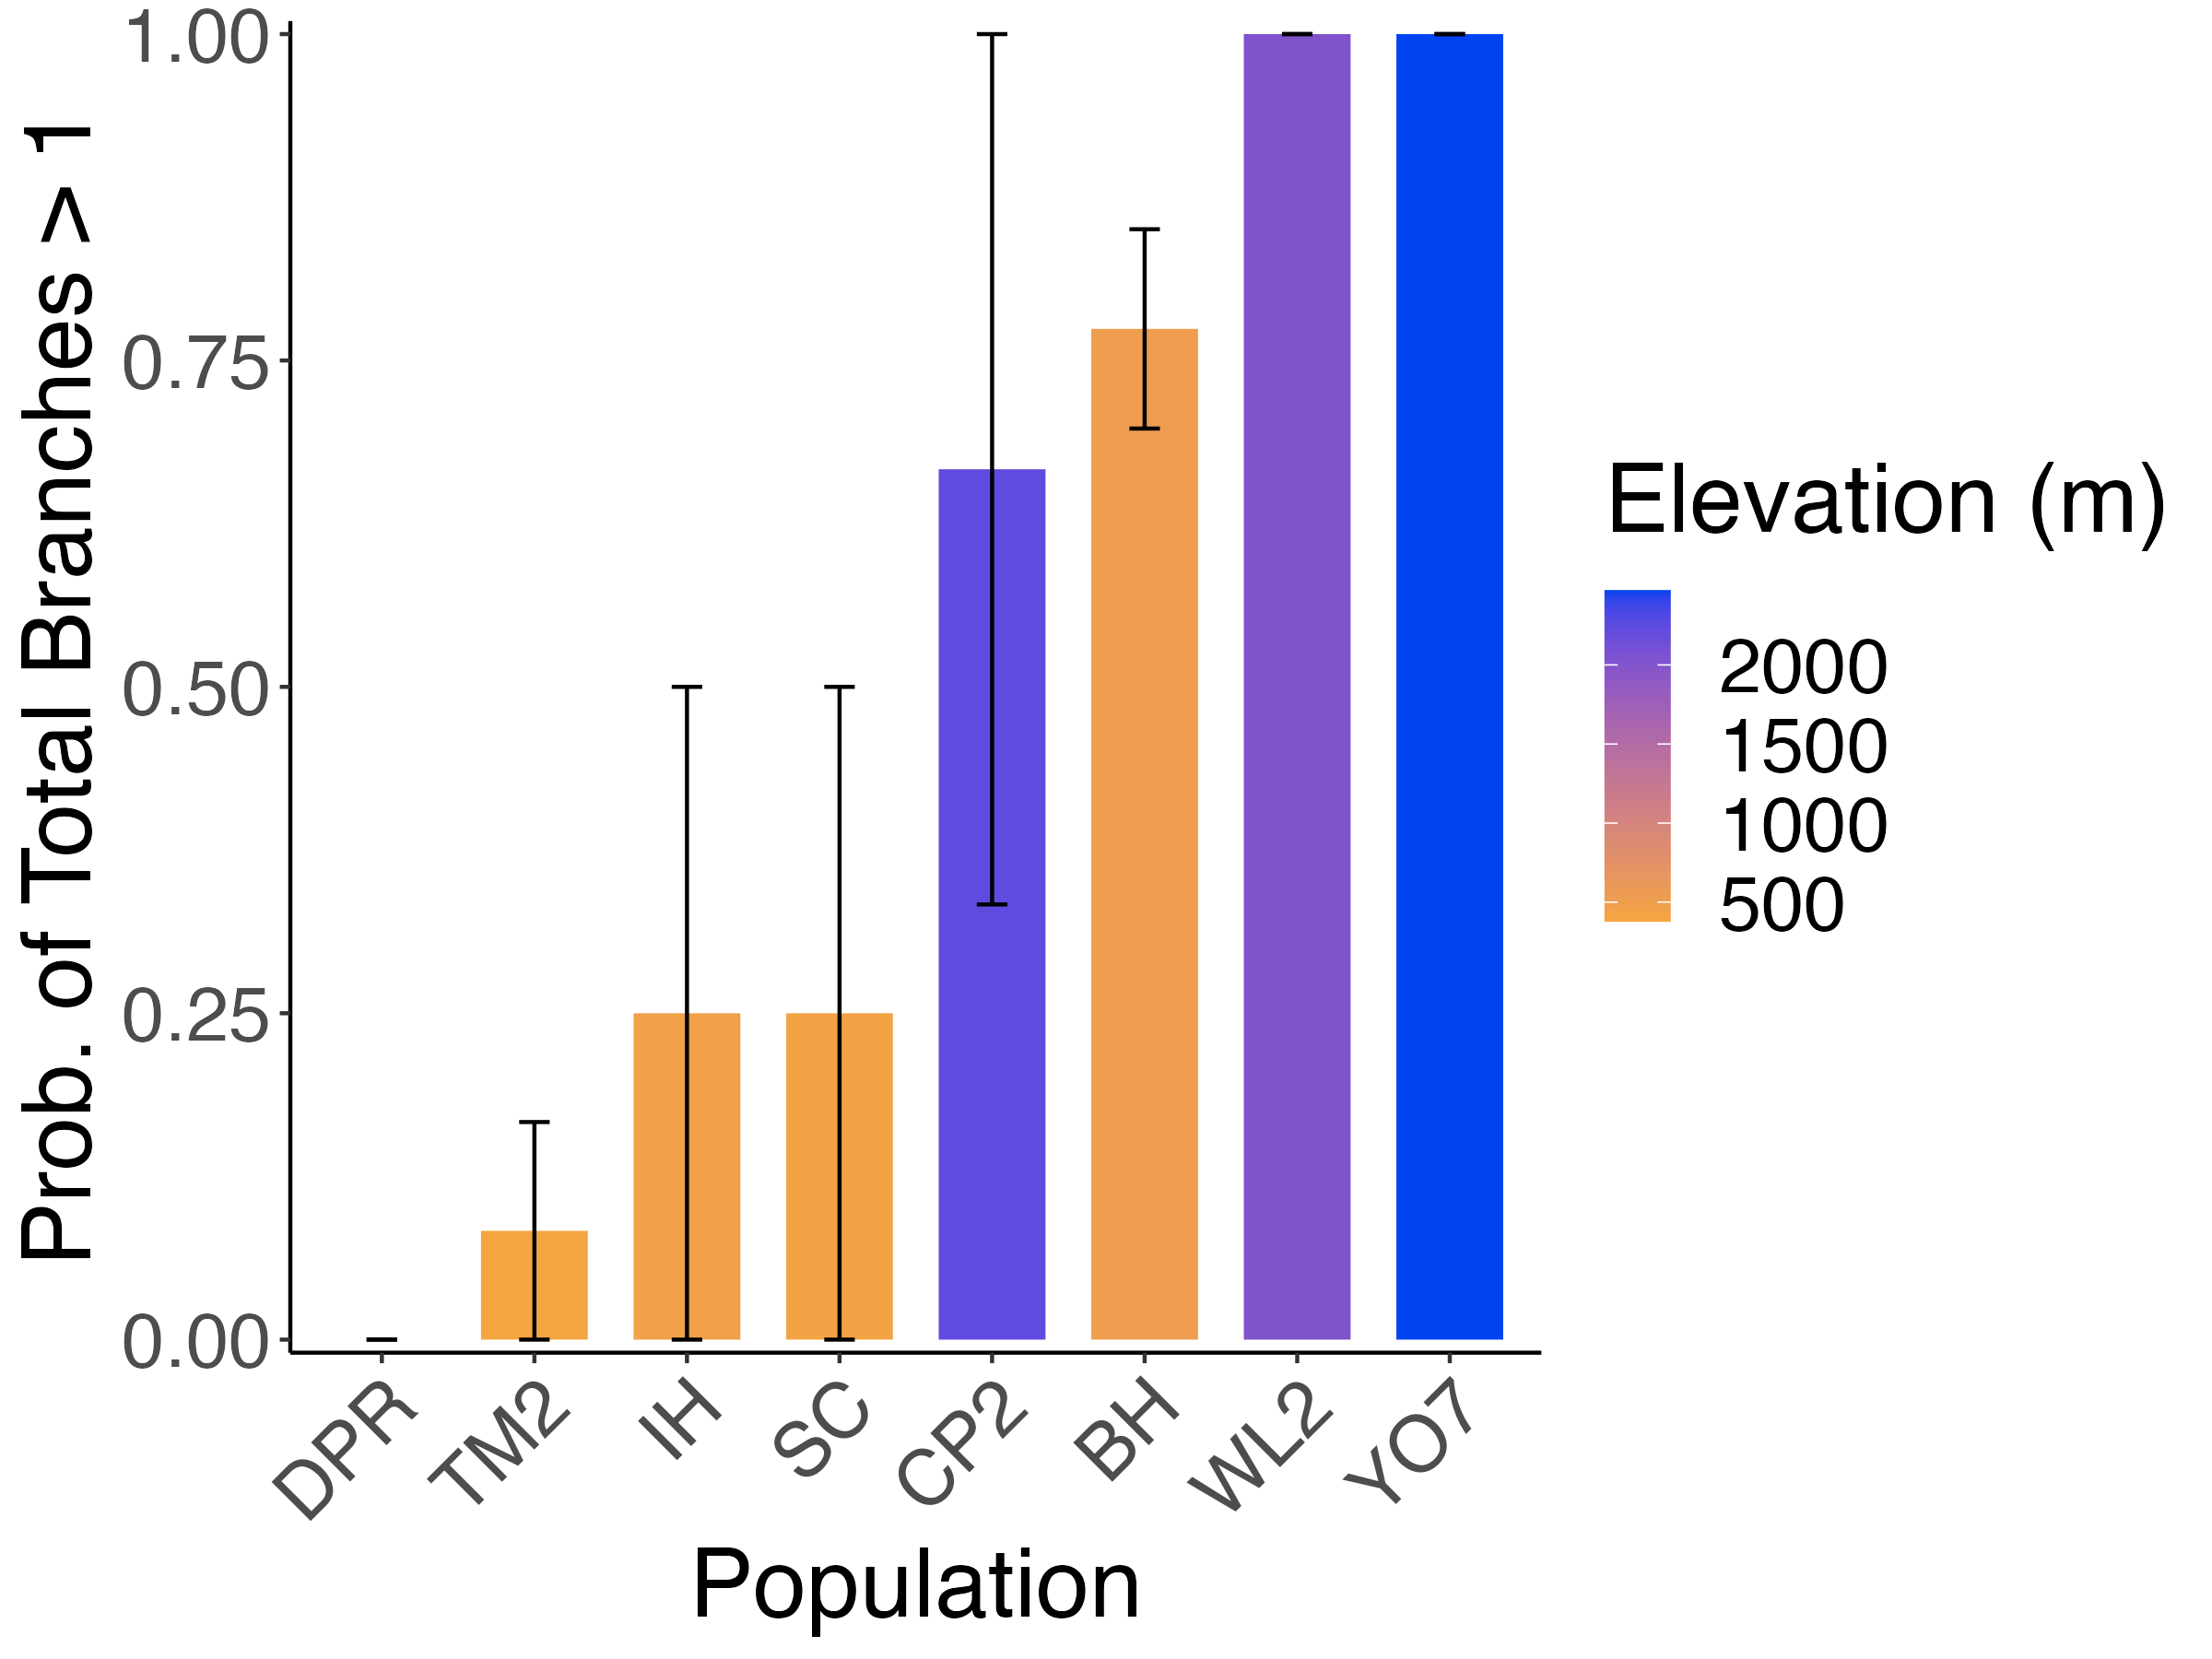 Prob. of Total Branches > 1
1.00
0.75
0.50
0.25
0.00
DPR
TM2
IH
SC
CP2
BH
WL2
YO7
Population
Elevation (m)
2000
1500
1000
500